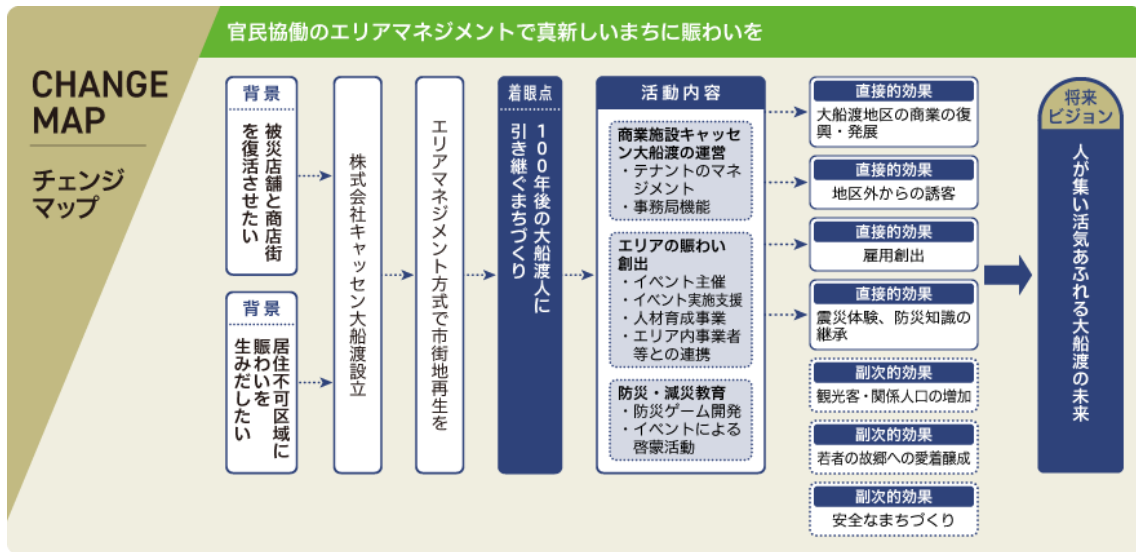 官民協働のエリアマネジメントで真新しいまちに賑わいを
CHANGE
MAP
チェンジ
マップ
背景
被災店舗と商店街
を復活させたい
背景
居住不可区域に
賑わいを
生みだしたい
株式会社キャッセン大船渡設立
エリアマネジメント方式で市街地再生を
着眼点
100年後の大船渡人に
引き継ぐまちづくり
活動内容
商業施設キャッセ
ン大船渡の運営
・テナントのマネ
ジメント
・事務局機能
エリアの賑わい
創出
・イベント主催
・イベント実施支援
・人材育成事業
・エリア内事業者
等との連携
防災・減災教育
・防災ゲーム開発
・イベントによる
啓蒙活動
直接的効果
大船渡地区の商業の復
興・発展
直接的効果
地区外からの誘客
直接的効果
雇用創出
直接的効果
震災体験、防災知識の
継承
副次的効果
観光客・関係人口の増加
副次的効果
若者の故郷への愛着醸成
副次的効果
安全なまちづくり
将来
ビジョン
人が集い活気あふれる大船渡の未来